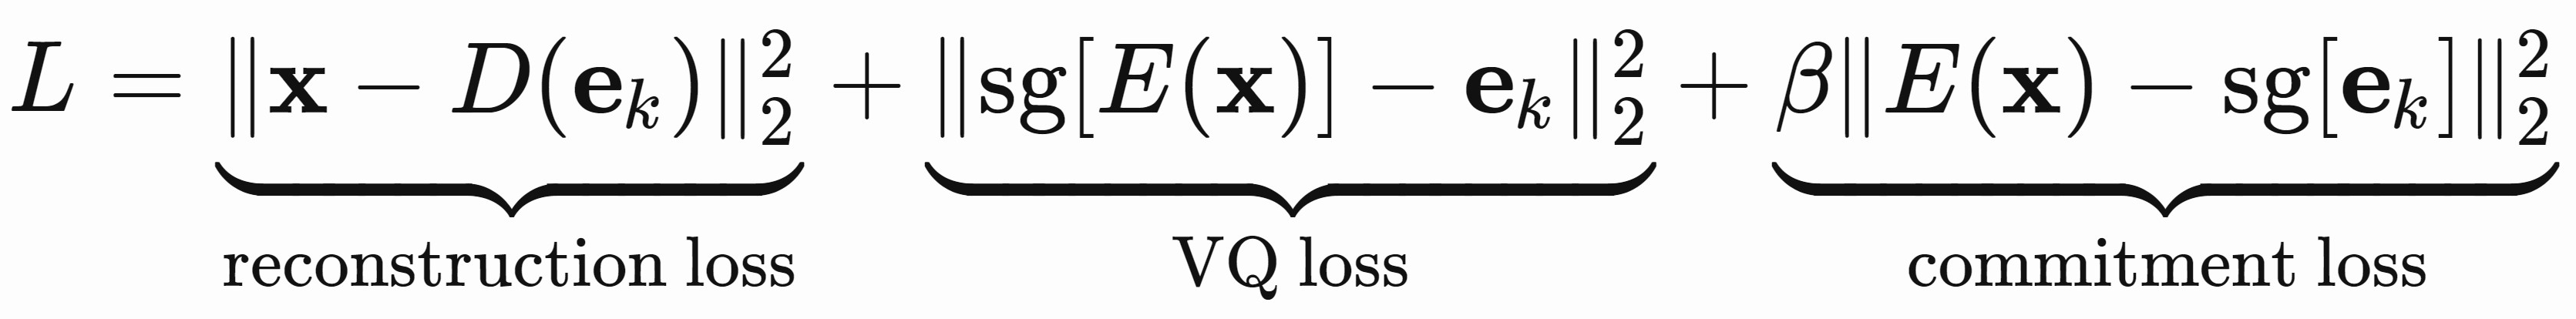 L = ‖x − D(e_k)‖₂² + ‖sg[E(x)] − e_k‖₂² + β‖E(x) − sg[e_k]‖₂²
reconstruction loss VQ loss commitment loss